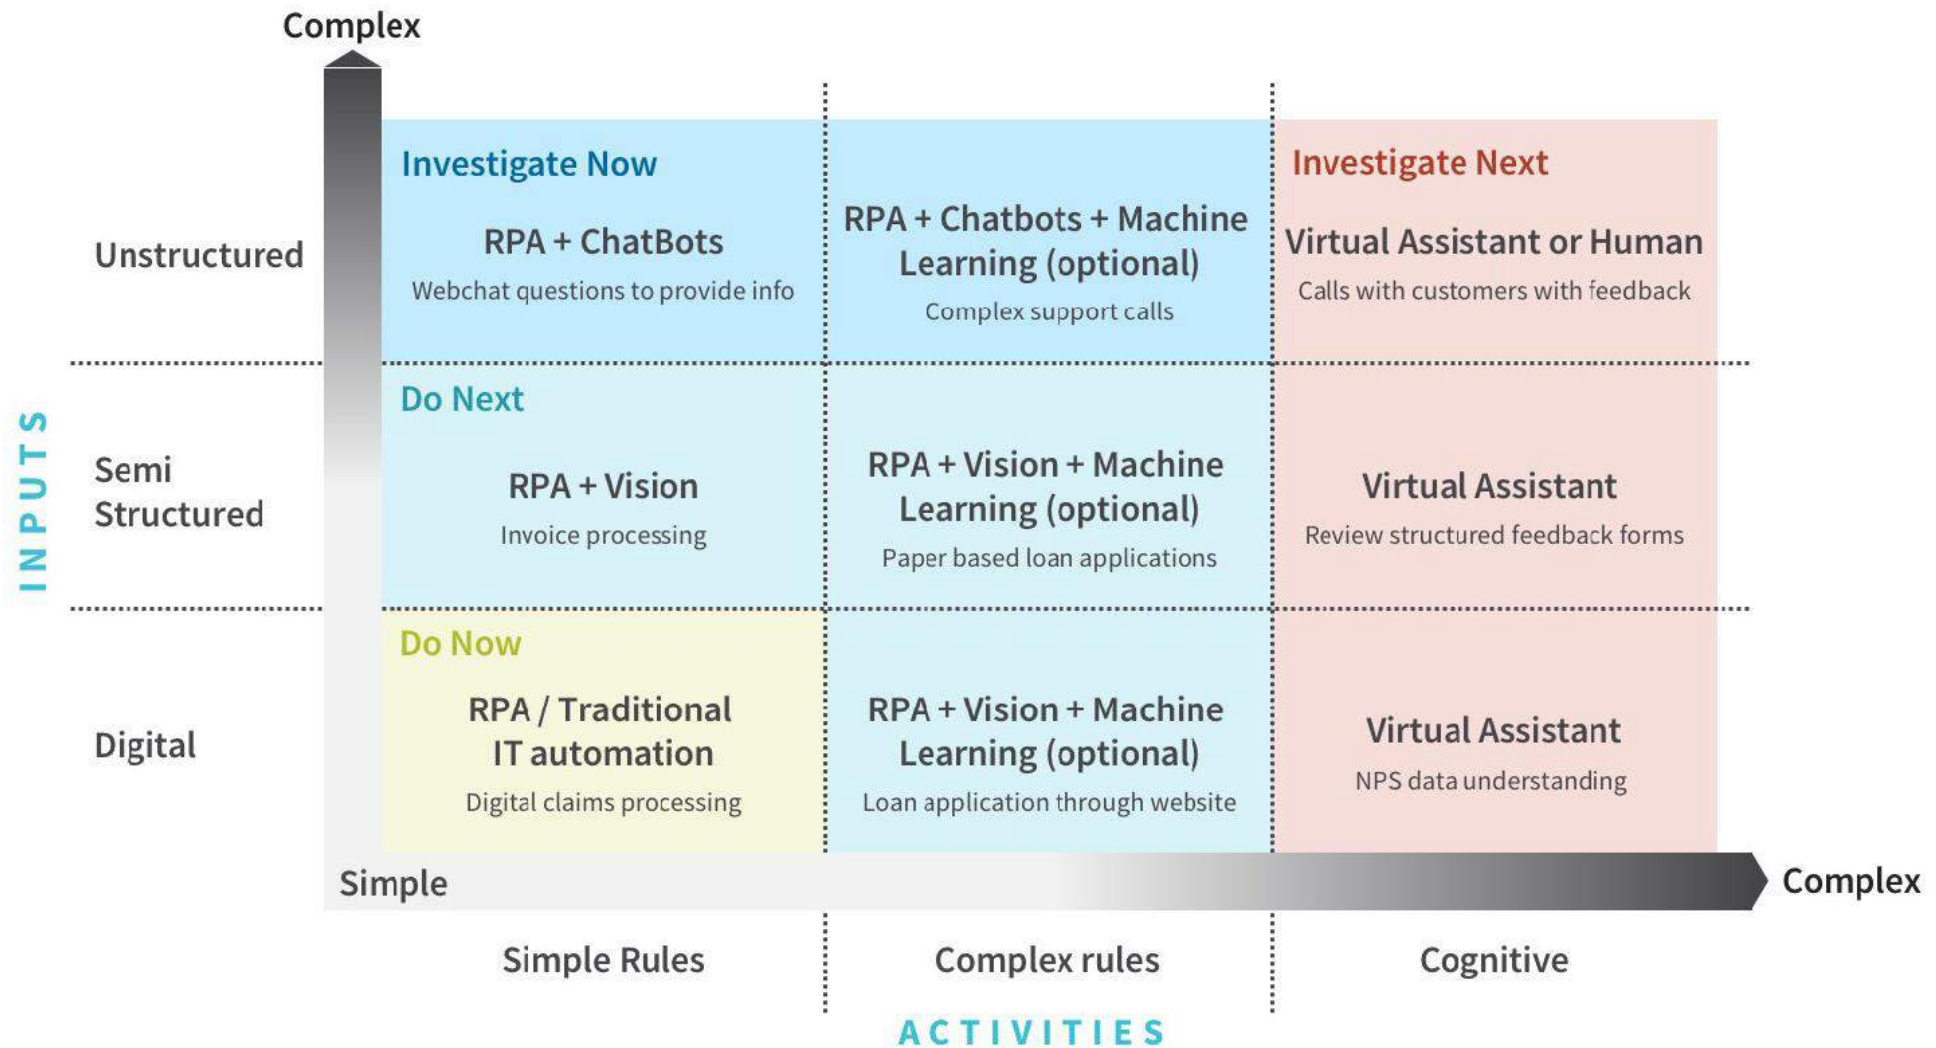 Complex
Investigate Now
RPA + ChatBots
Webchat questions to provide info
RPA + Chatbots + Machine
Learning (optional)
Complex support calls
Investigate Next
Virtual Assistant or Human
Calls with customers with feedback
Unstructured
Do Next
RPA + Vision
Invoice processing
RPA + Vision + Machine
Learning (optional)
Paper based loan applications
Virtual Assistant
Review structured feedback forms
Semi
Structured
INPUTS
Do Now
RPA / Traditional
IT automation
Digital claims processing
RPA + Vision + Machine
Learning (optional)
Loan application through website
Virtual Assistant
NPS data understanding
Digital
Simple
Complex
Simple Rules
Complex rules
Cognitive
ACTIVITIES